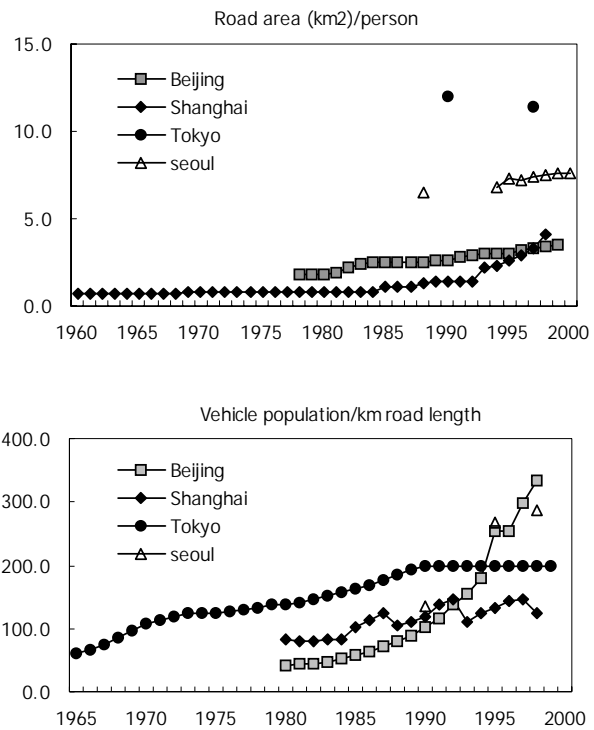 Road area (km2)/person
15.0
Beijing
Shanghai
10.0
Tokyo
seoul
5.0
0.0
1960 1965 1970 1975 1980 1985 1990 1995 2000
Vehicle population/km road length
400.0
Beijing
Shanghai
300.0
Tokyo
seoul
200.0
100.0
0.0
1965 1970 1975 1980 1985 1990 1995 2000